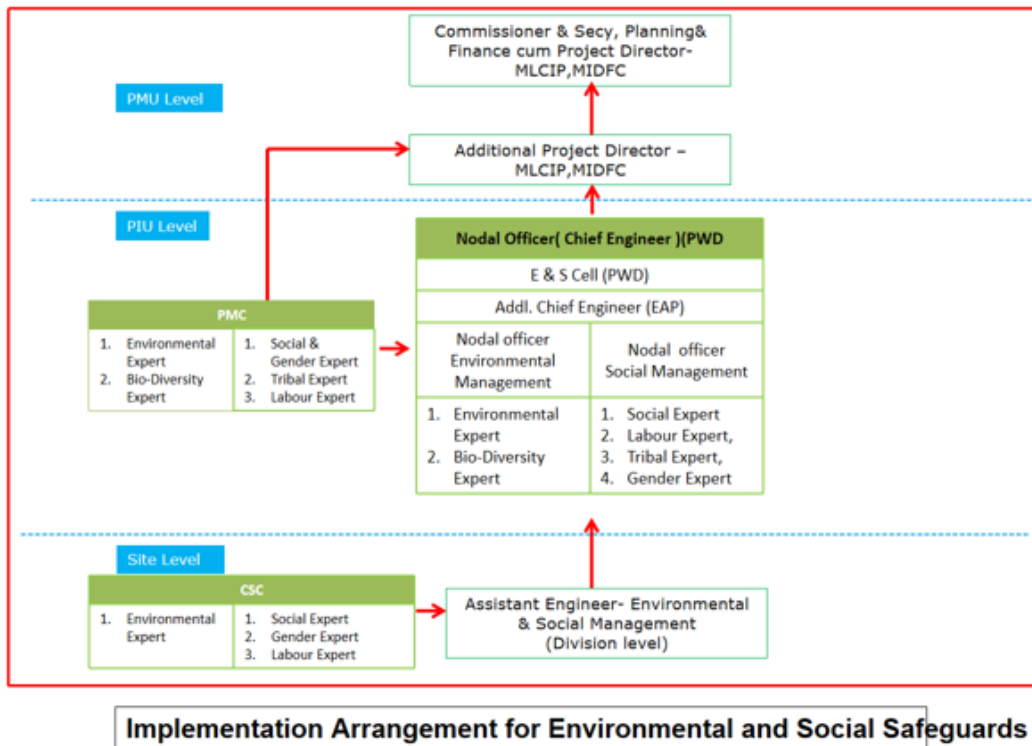 Commissioner & Secy, Planning&
Finance cum Project Director-
MLCIP,MIDFC
PMU Level
Additional Project Director –
MLCIP,MIDFC
PIU Level
Nodal Officer( Chief Engineer )(PWD
E & S Cell (PWD)
Addl. Chief Engineer (EAP)
Nodal officer
Environmental
Management
Nodal officer
Social Management
1. Environmental
Expert
2. Bio-Diversity
Expert
1. Social Expert
2. Labour Expert,
3. Tribal Expert,
4. Gender Expert
PMC
1. Environmental
Expert
2. Bio-Diversity
Expert
1. Social &
Gender Expert
2. Tribal Expert
3. Labour Expert
Site Level
CSC
1. Environmental
Expert
1. Social Expert
2. Gender Expert
3. Labour Expert
Assistant Engineer- Environmental
& Social Management
(Division level)
Implementation Arrangement for Environmental and Social Safeguards